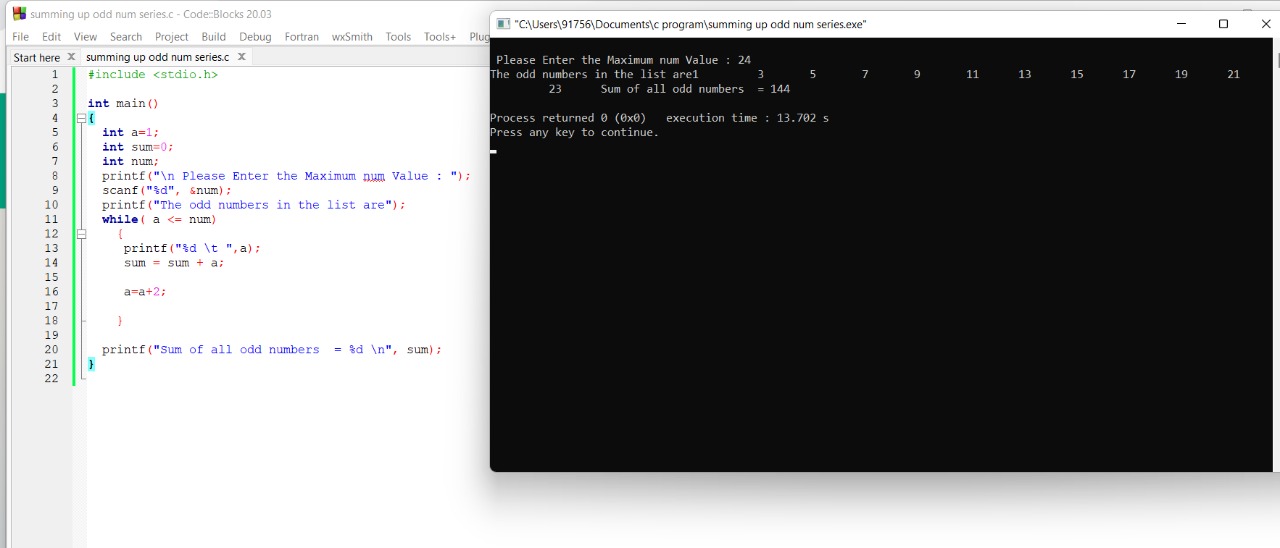 summing up odd num series.c - Code::Blocks 20.03
File Edit View Search Project Build Debug Fortran wxSmith Tools Tools+ Plug
Start here X summing up odd num series.c X
1 #include <stdio.h>
2
3 int main()
4 {
5 int a=1;
6 int sum=0;
7 int num;
8 printf("\n Please Enter the Maximum num Value : ");
9 scanf("%d", &num);
10 printf("The odd numbers in the list are");
11 while( a <= num)
12 {
13 printf("%d \t ",a);
14 sum = sum + a;
15
16 a=a+2;
17
18 }
19
20 printf("Sum of all odd numbers  = %d \n", sum);
21 }
22
"C:\Users\91756\Documents\c program\summing up odd num series.exe"
Please Enter the Maximum num Value : 24
The odd numbers in the list are1 3 5 7 9 11 13 15 17 19 21
23 Sum of all odd numbers  = 144
Process returned 0 (0x0)   execution time : 13.702 s
Press any key to continue.